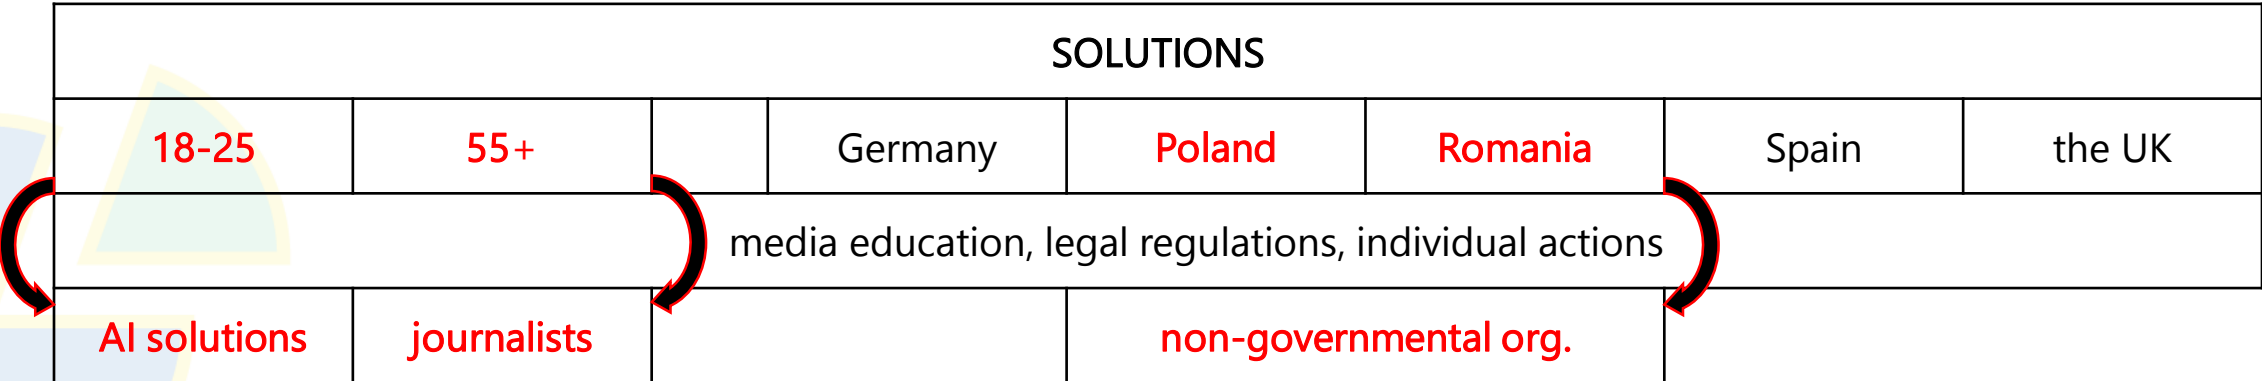 SOLUTIONS
18-25 55+ Germany Poland Romania Spain the UK
media education, legal regulations, individual actions
AI solutions journalists non-governmental org.